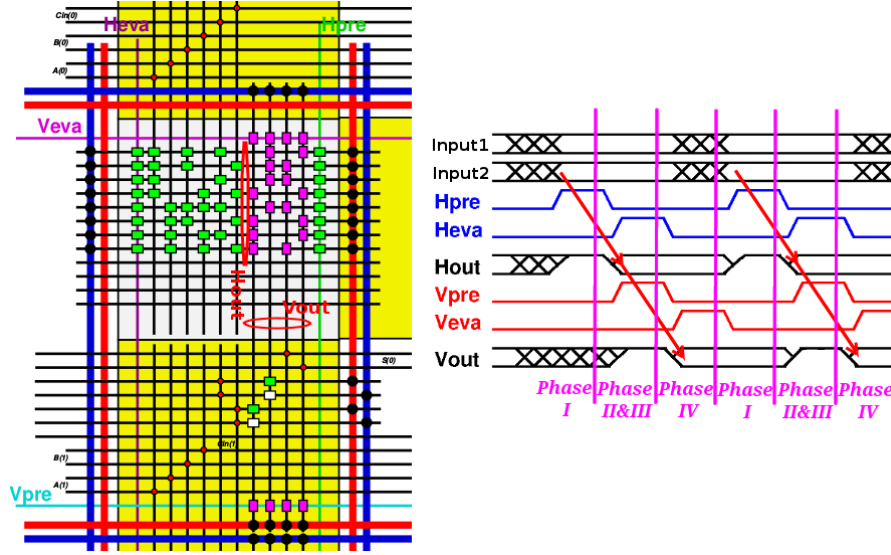 Cin(0)
Heva
Hpre
B(0)
A(0)
Veva
Hout
Vout
S(0)
Cin(1
B(1)
A(1)
Vpre
Input1
Input2
Hpre
Heva
Hout
Vpre
Veva
Vout
Phase I
Phase II&III
Phase IV
Phase I
Phase II&III
Phase IV